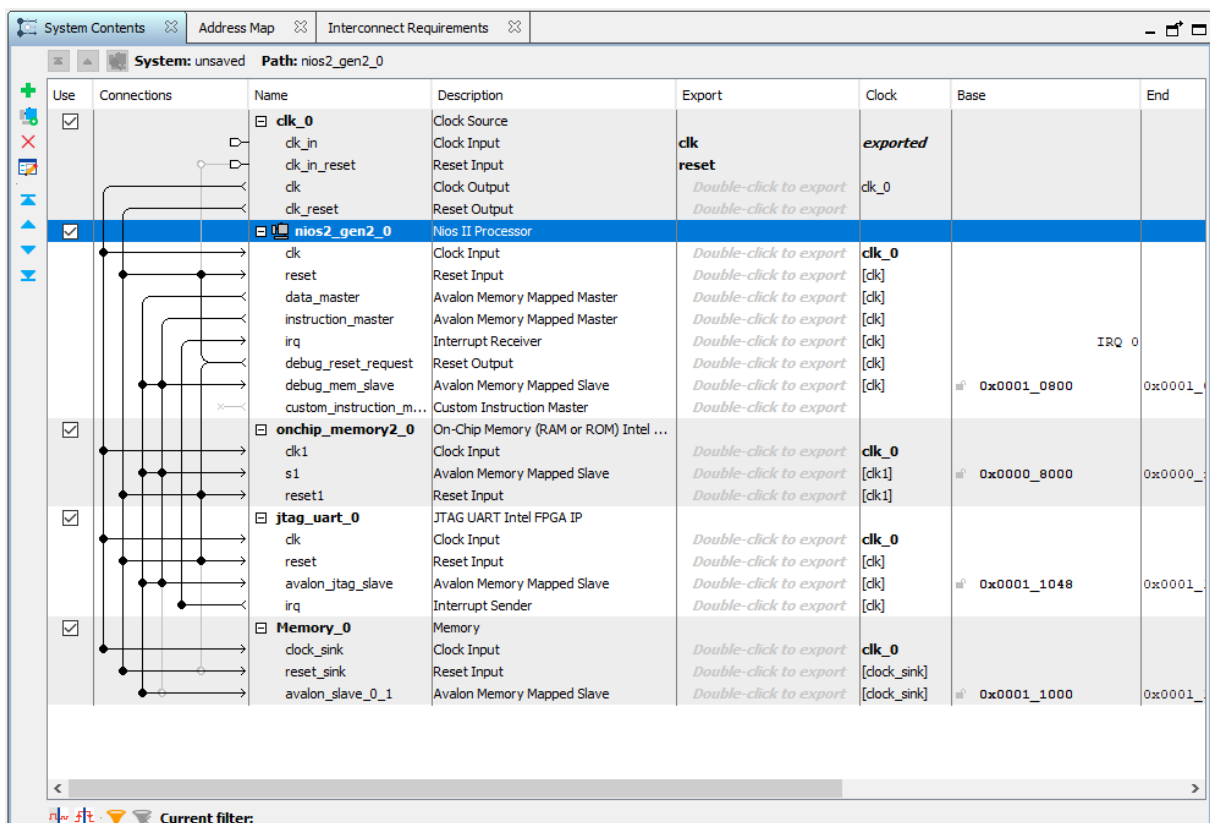 System Contents Address Map Interconnect Requirements
System: unsaved Path: nios2_gen2_0
Use Connections Name Description Export Clock Base End
clk_0 Clock Source
clk_in Clock Input clk exported
clk_in_reset Reset Input reset
clk Clock Output Double-click to export clk_0
clk_reset Reset Output Double-click to export
nios2_gen2_0 Nios II Processor
clk Clock Input Double-click to export clk_0
reset Reset Input Double-click to export [clk]
data_master Avalon Memory Mapped Master Double-click to export [clk]
instruction_master Avalon Memory Mapped Master Double-click to export [clk]
irq Interrupt Receiver Double-click to export [clk] IRQ 0
debug_reset_request Reset Output Double-click to export [clk]
debug_mem_slave Avalon Memory Mapped Slave Double-click to export [clk] 0x0001_0800 0x0001_
custom_instruction_m... Custom Instruction Master Double-click to export
onchip_memory2_0 On-Chip Memory (RAM or ROM) Intel ...
clk1 Clock Input Double-click to export clk_0
s1 Avalon Memory Mapped Slave Double-click to export [clk1] 0x0000_8000 0x0000_
reset1 Reset Input Double-click to export [clk1]
jtag_uart_0 JTAG UART Intel FPGA IP
clk Clock Input Double-click to export clk_0
reset Reset Input Double-click to export [clk]
avalon_jtag_slave Avalon Memory Mapped Slave Double-click to export [clk] 0x0001_1048 0x0001_
irq Interrupt Sender Double-click to export [clk]
Memory_0 Memory
clock_sink Clock Input Double-click to export clk_0
reset_sink Reset Input Double-click to export [clock_sink]
avalon_slave_0_1 Avalon Memory Mapped Slave Double-click to export [clock_sink] 0x0001_1000 0x0001_
Current filter: